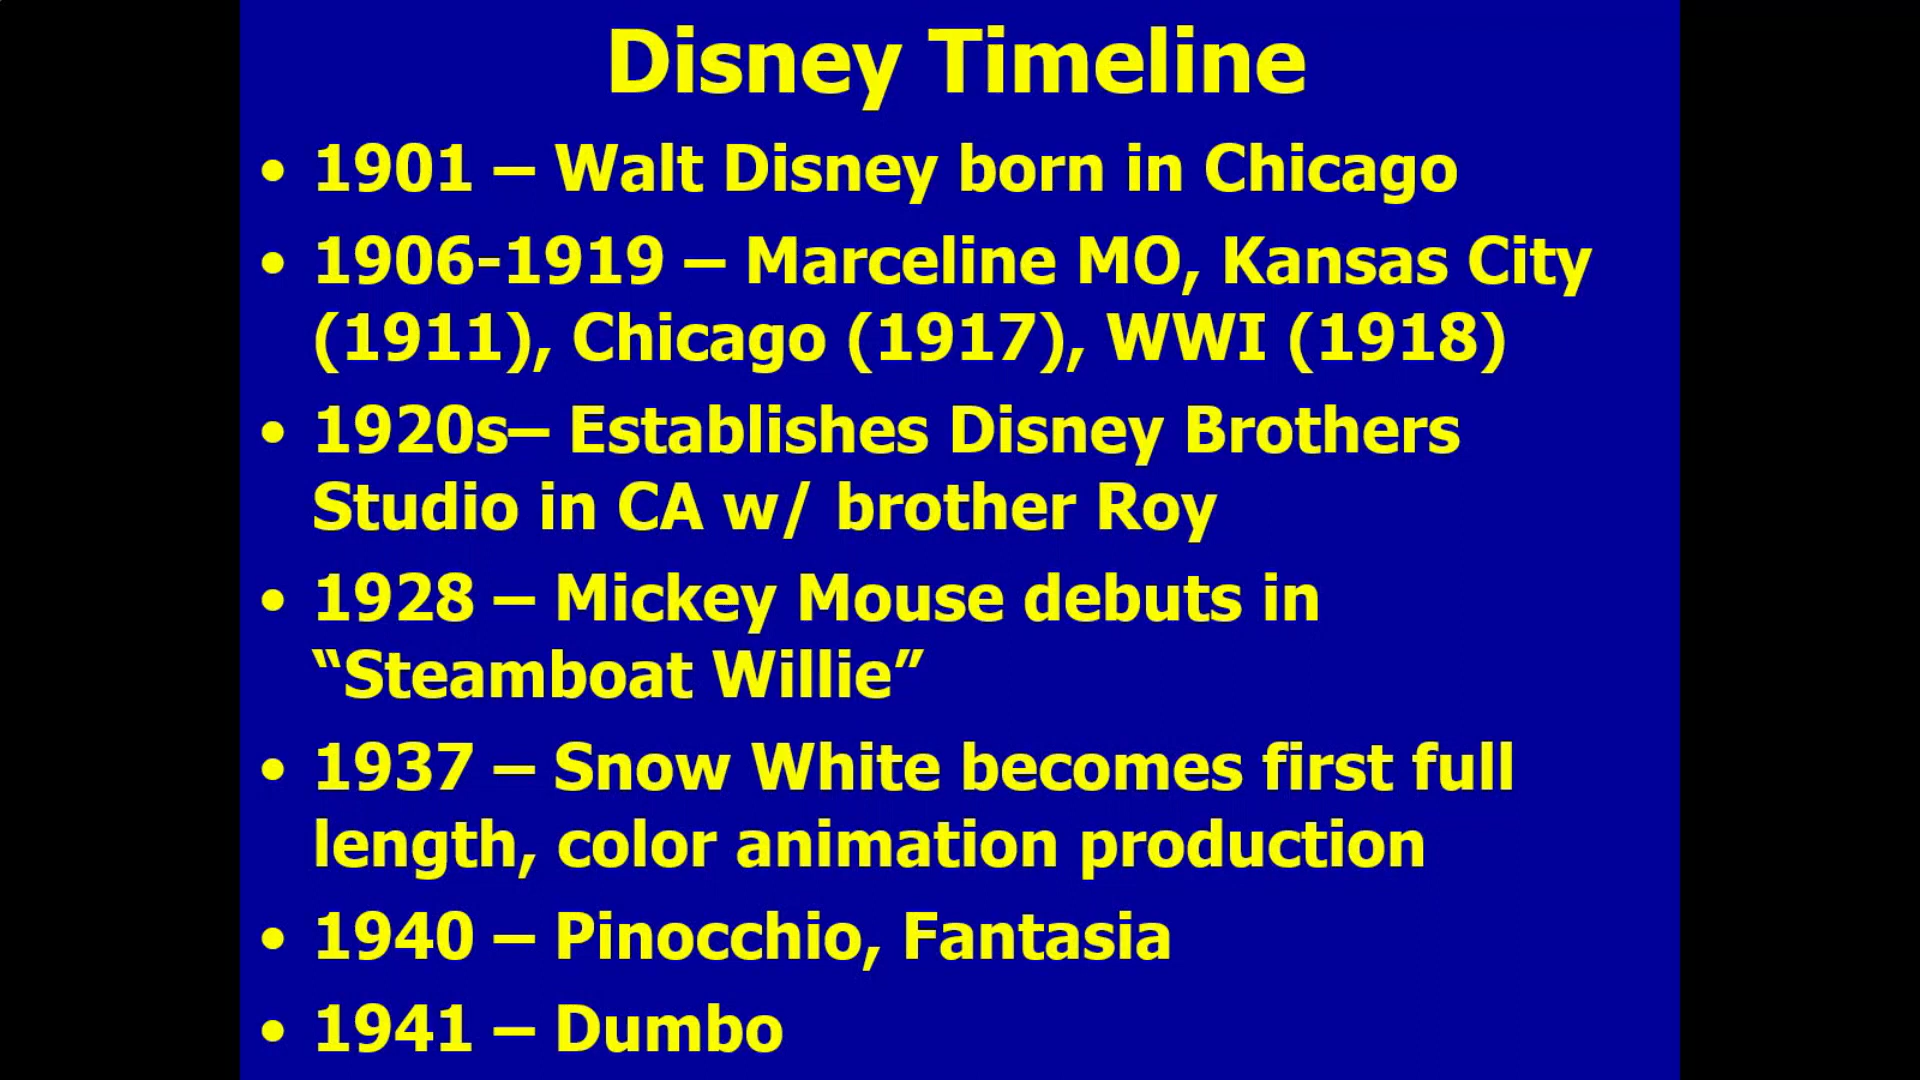 Disney Timeline
• 1901 – Walt Disney born in Chicago
• 1906-1919 – Marceline MO, Kansas City
(1911), Chicago (1917), WWI (1918)
• 1920s– Establishes Disney Brothers
Studio in CA w/ brother Roy
• 1928 – Mickey Mouse debuts in
“Steamboat Willie”
• 1937 – Snow White becomes first full
length, color animation production
• 1940 – Pinocchio, Fantasia
• 1941 – Dumbo